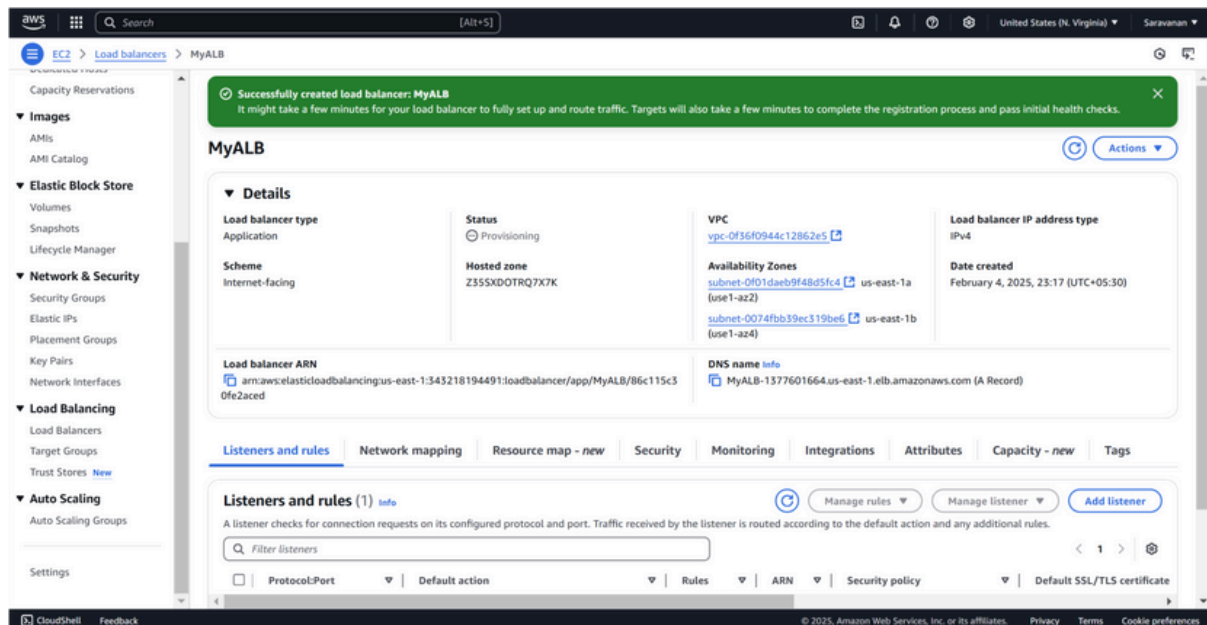 aws
Search
[Alt+S]
United States (N. Virginia) ▼
Saravanan ▼
EC2 > Load balancers > MyALB
Dedicated Hosts
Capacity Reservations
▼ Images
AMIs
AMI Catalog
▼ Elastic Block Store
Volumes
Snapshots
Lifecycle Manager
▼ Network & Security
Security Groups
Elastic IPs
Placement Groups
Key Pairs
Network Interfaces
▼ Load Balancing
Load Balancers
Target Groups
Trust Stores New
▼ Auto Scaling
Auto Scaling Groups
Settings
Successfully created load balancer: MyALB
It might take a few minutes for your load balancer to fully set up and route traffic. Targets will also take a few minutes to complete the registration process and pass initial health checks.
MyALB
Actions ▼
▼ Details
Load balancer type
Application
Status
Provisioning
VPC
vpc-0f36f0944c12862e5
Load balancer IP address type
IPv4
Scheme
Internet-facing
Hosted zone
Z35SXDOTRQ7X7K
Availability Zones
subnet-0f01daeb9f48d5fc4 us-east-1a
(use1-az2)
subnet-0074fbb39ec319be6 us-east-1b
(use1-az4)
Date created
February 4, 2025, 23:17 (UTC+05:30)
Load balancer ARN
arn:aws:elasticloadbalancing:us-east-1:343218194491:loadbalancer/app/MyALB/86c115c3
0fe2aced
DNS name Info
MyALB-1377601664.us-east-1.elb.amazonaws.com (A Record)
Listeners and rules
Network mapping
Resource map - new
Security
Monitoring
Integrations
Attributes
Capacity - new
Tags
Listeners and rules (1) Info
Manage rules ▼
Manage listener ▼
Add listener
A listener checks for connection requests on its configured protocol and port. Traffic received by the listener is routed according to the default action and any additional rules.
Filter listeners
< 1 >
Protocol:Port
Default action
Rules
ARN
Security policy
Default SSL/TLS certificate
CloudShell
Feedback
© 2025, Amazon Web Services, Inc. or its affiliates.
Privacy
Terms
Cookie preferences